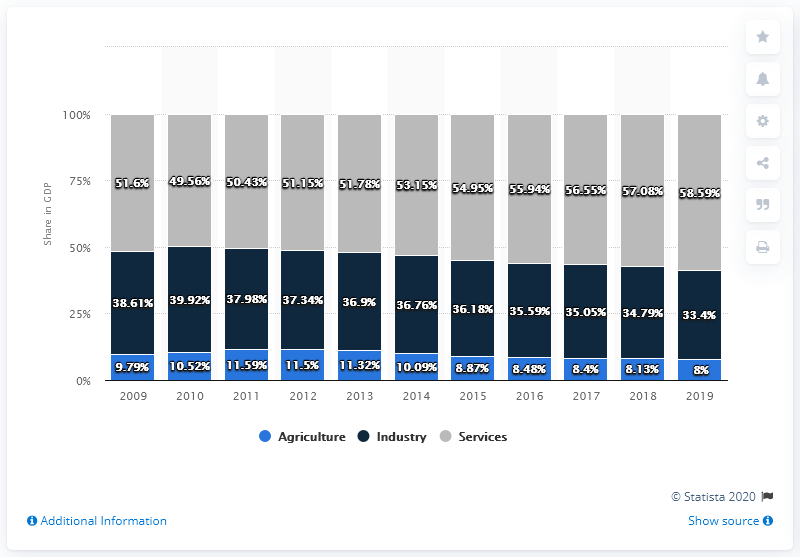 100%
75%
50%
25%
0%
Share in GDP
51.6% 49.56% 50.43% 51.15% 51.78% 53.15% 54.95% 55.94% 56.55% 57.08% 58.59%
38.61% 39.92% 37.98% 37.34% 36.9% 36.76% 36.18% 35.59% 35.05% 34.79% 33.4%
9.79% 10.52% 11.59% 11.5% 11.32% 10.09% 8.87% 8.48% 8.4% 8.13% 8%
2009 2010 2011 2012 2013 2014 2015 2016 2017 2018 2019
Agriculture Industry Services
© Statista 2020
Additional Information Show source